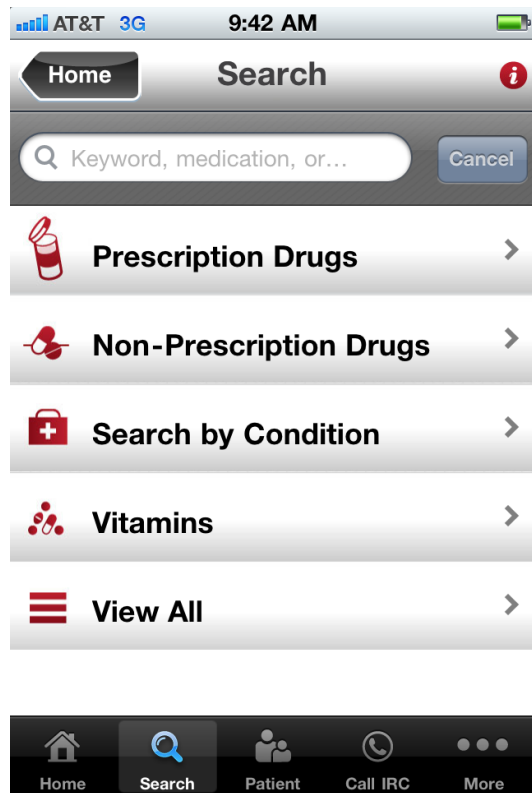 AT&T 3G 9:42 AM
Home Search i
Keyword, medication, or... Cancel
Prescription Drugs
Non-Prescription Drugs
Search by Condition
Vitamins
View All
Home Search Patient Call IRC More